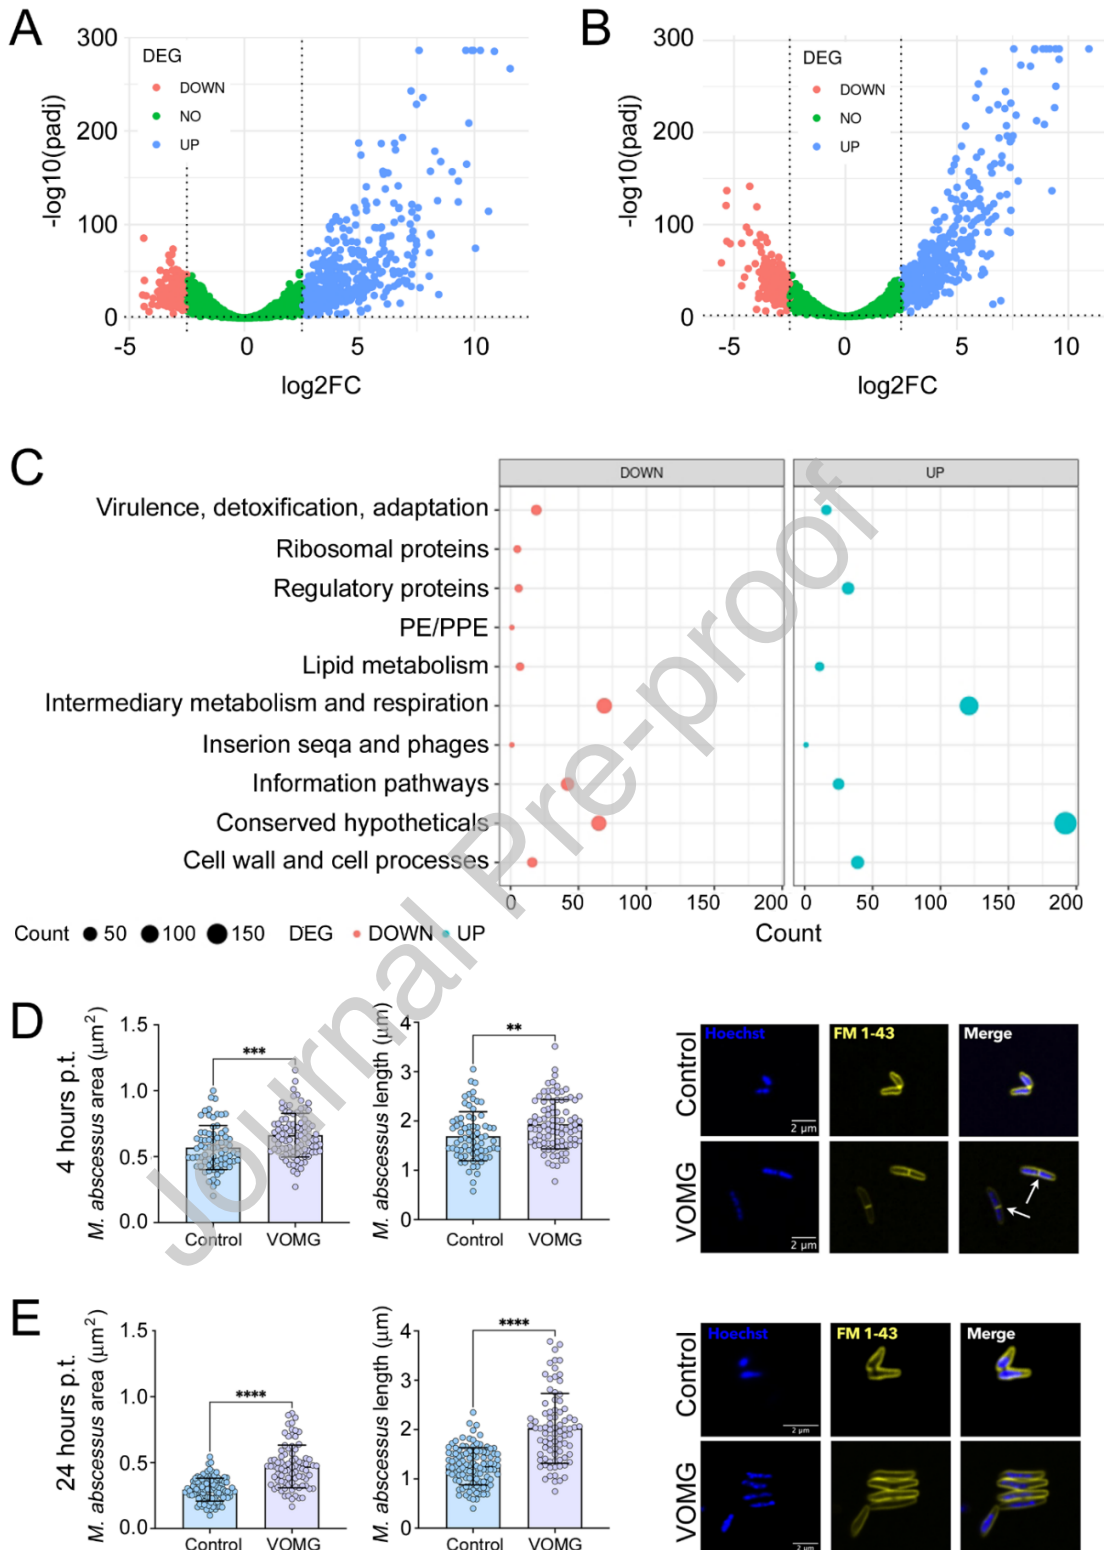 A
300
200
100
0
-log10(padj)
DEG
DOWN
NO
UP
-5
0
5
10
log2FC
B
300
200
100
0
-log10(padj)
DEG
DOWN
NO
UP
-5
0
5
10
log2FC
C
DOWN
UP
Virulence, detoxification, adaptation
Ribosomal proteins
Regulatory proteins
PE/PPE
Lipid metabolism
Intermediary metabolism and respiration
Inserion seqa and phages
Information pathways
Conserved hypotheticals
Cell wall and cell processes
0 50 100 150 200
0 50 100 150 200
Count
Count 50 100 150 DEG DOWN UP
Journal Pre-proof
D
4 hours p.t.
M. abscessus area (μm²)
1.5
1.0
0.5
0.0
***
Control VOMG
M. abscessus length (μm)
4
3
2
1
0
**
Control VOMG
Hoechst FM 1-43 Merge
Control
2 μm
VOMG
2 μm
E
24 hours p.t.
M. abscessus area (μm²)
1.5
1.0
0.5
0.0
****
Control VOMG
M. abscessus length (μm)
4
3
2
1
0
****
Control VOMG
Hoechst FM 1-43 Merge
Control
2 μm
VOMG
2 μm